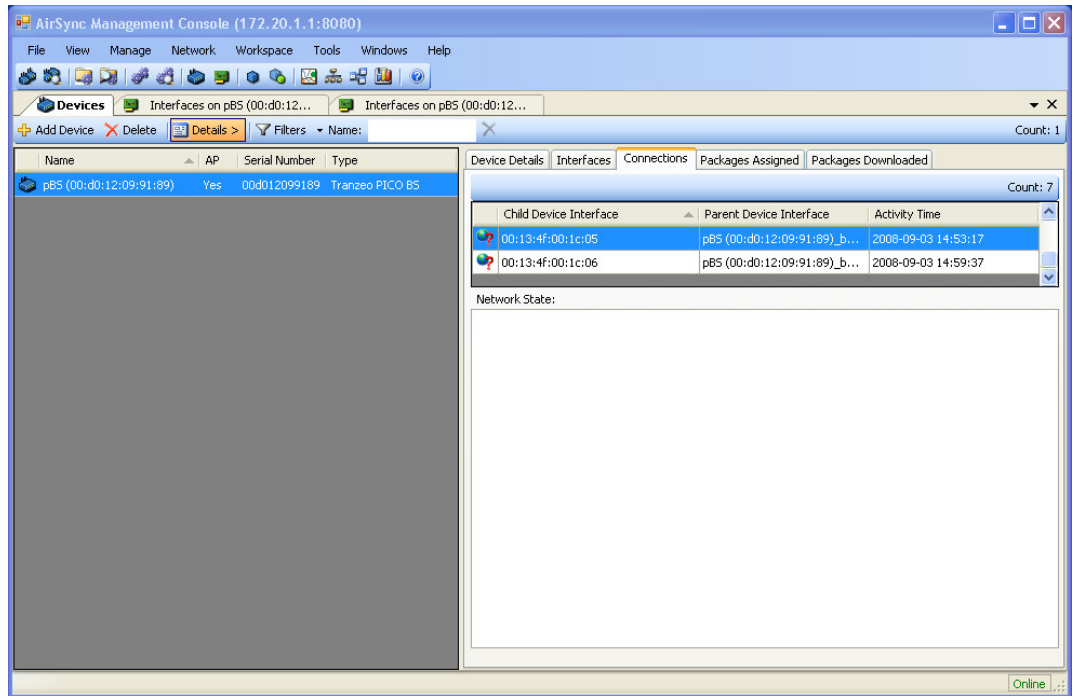 AirSync Management Console (172.20.1.1:8080)
File View Manage Network Workspace Tools Windows Help
Devices Interfaces on pBS (00:d0:12... Interfaces on pBS (00:d0:12...
Add Device Delete Details > Filters Name: Count: 1
Name AP Serial Number Type
pBS (00:d0:12:09:91:89) Yes 00d012099189 Tranzeo PICO BS
Device Details Interfaces Connections Packages Assigned Packages Downloaded
Count: 7
Child Device Interface Parent Device Interface Activity Time
00:13:4f:00:1c:05 pBS (00:d0:12:09:91:89)_b... 2008-09-03 14:53:17
00:13:4f:00:1c:06 pBS (00:d0:12:09:91:89)_b... 2008-09-03 14:59:37
Network State:
Online